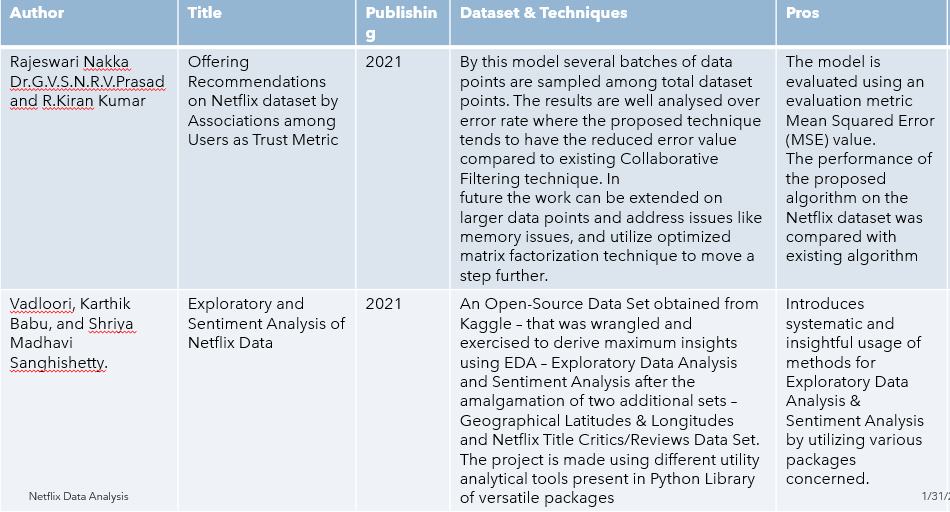 Author
Title
Publishin
g
Dataset & Techniques
Pros
Rajeswari Nakka
Dr.G.V.S.N.R.V.Prasad
and R.Kiran Kumar
Offering
Recommendations
on Netflix dataset by
Associations among
Users as Trust Metric
2021
By this model several batches of data
points are sampled among total dataset
points. The results are well analysed over
error rate where the proposed technique
tends to have the reduced error value
compared to existing Collaborative
Filtering technique. In
future the work can be extended on
larger data points and address issues like
memory issues, and utilize optimized
matrix factorization technique to move a
step further.
The model is
evaluated using an
evaluation metric
Mean Squared Error
(MSE) value.
The performance of
the proposed
algorithm on the
Netflix dataset was
compared with
existing algorithm
Vadloori, Karthik
Babu, and Shriya
Madhavi
Sanghishetty.
Exploratory and
Sentiment Analysis of
Netflix Data
2021
An Open-Source Data Set obtained from
Kaggle – that was wrangled and
exercised to derive maximum insights
using EDA – Exploratory Data Analysis
and Sentiment Analysis after the
amalgamation of two additional sets –
Geographical Latitudes & Longitudes
and Netflix Title Critics/Reviews Data Set.
The project is made using different utility
analytical tools present in Python Library
of versatile packages
Introduces
systematic and
insightful usage of
methods for
Exploratory Data
Analysis &
Sentiment Analysis
by utilizing various
packages
concerned.
Netflix Data Analysis
1/31/